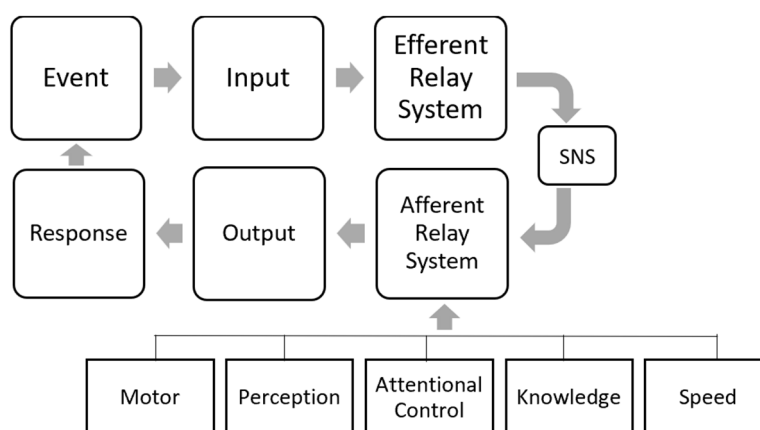 Event
Input
Efferent
Relay
System
SNS
Response
Output
Afferent
Relay
System
Motor
Perception
Attentional
Control
Knowledge
Speed